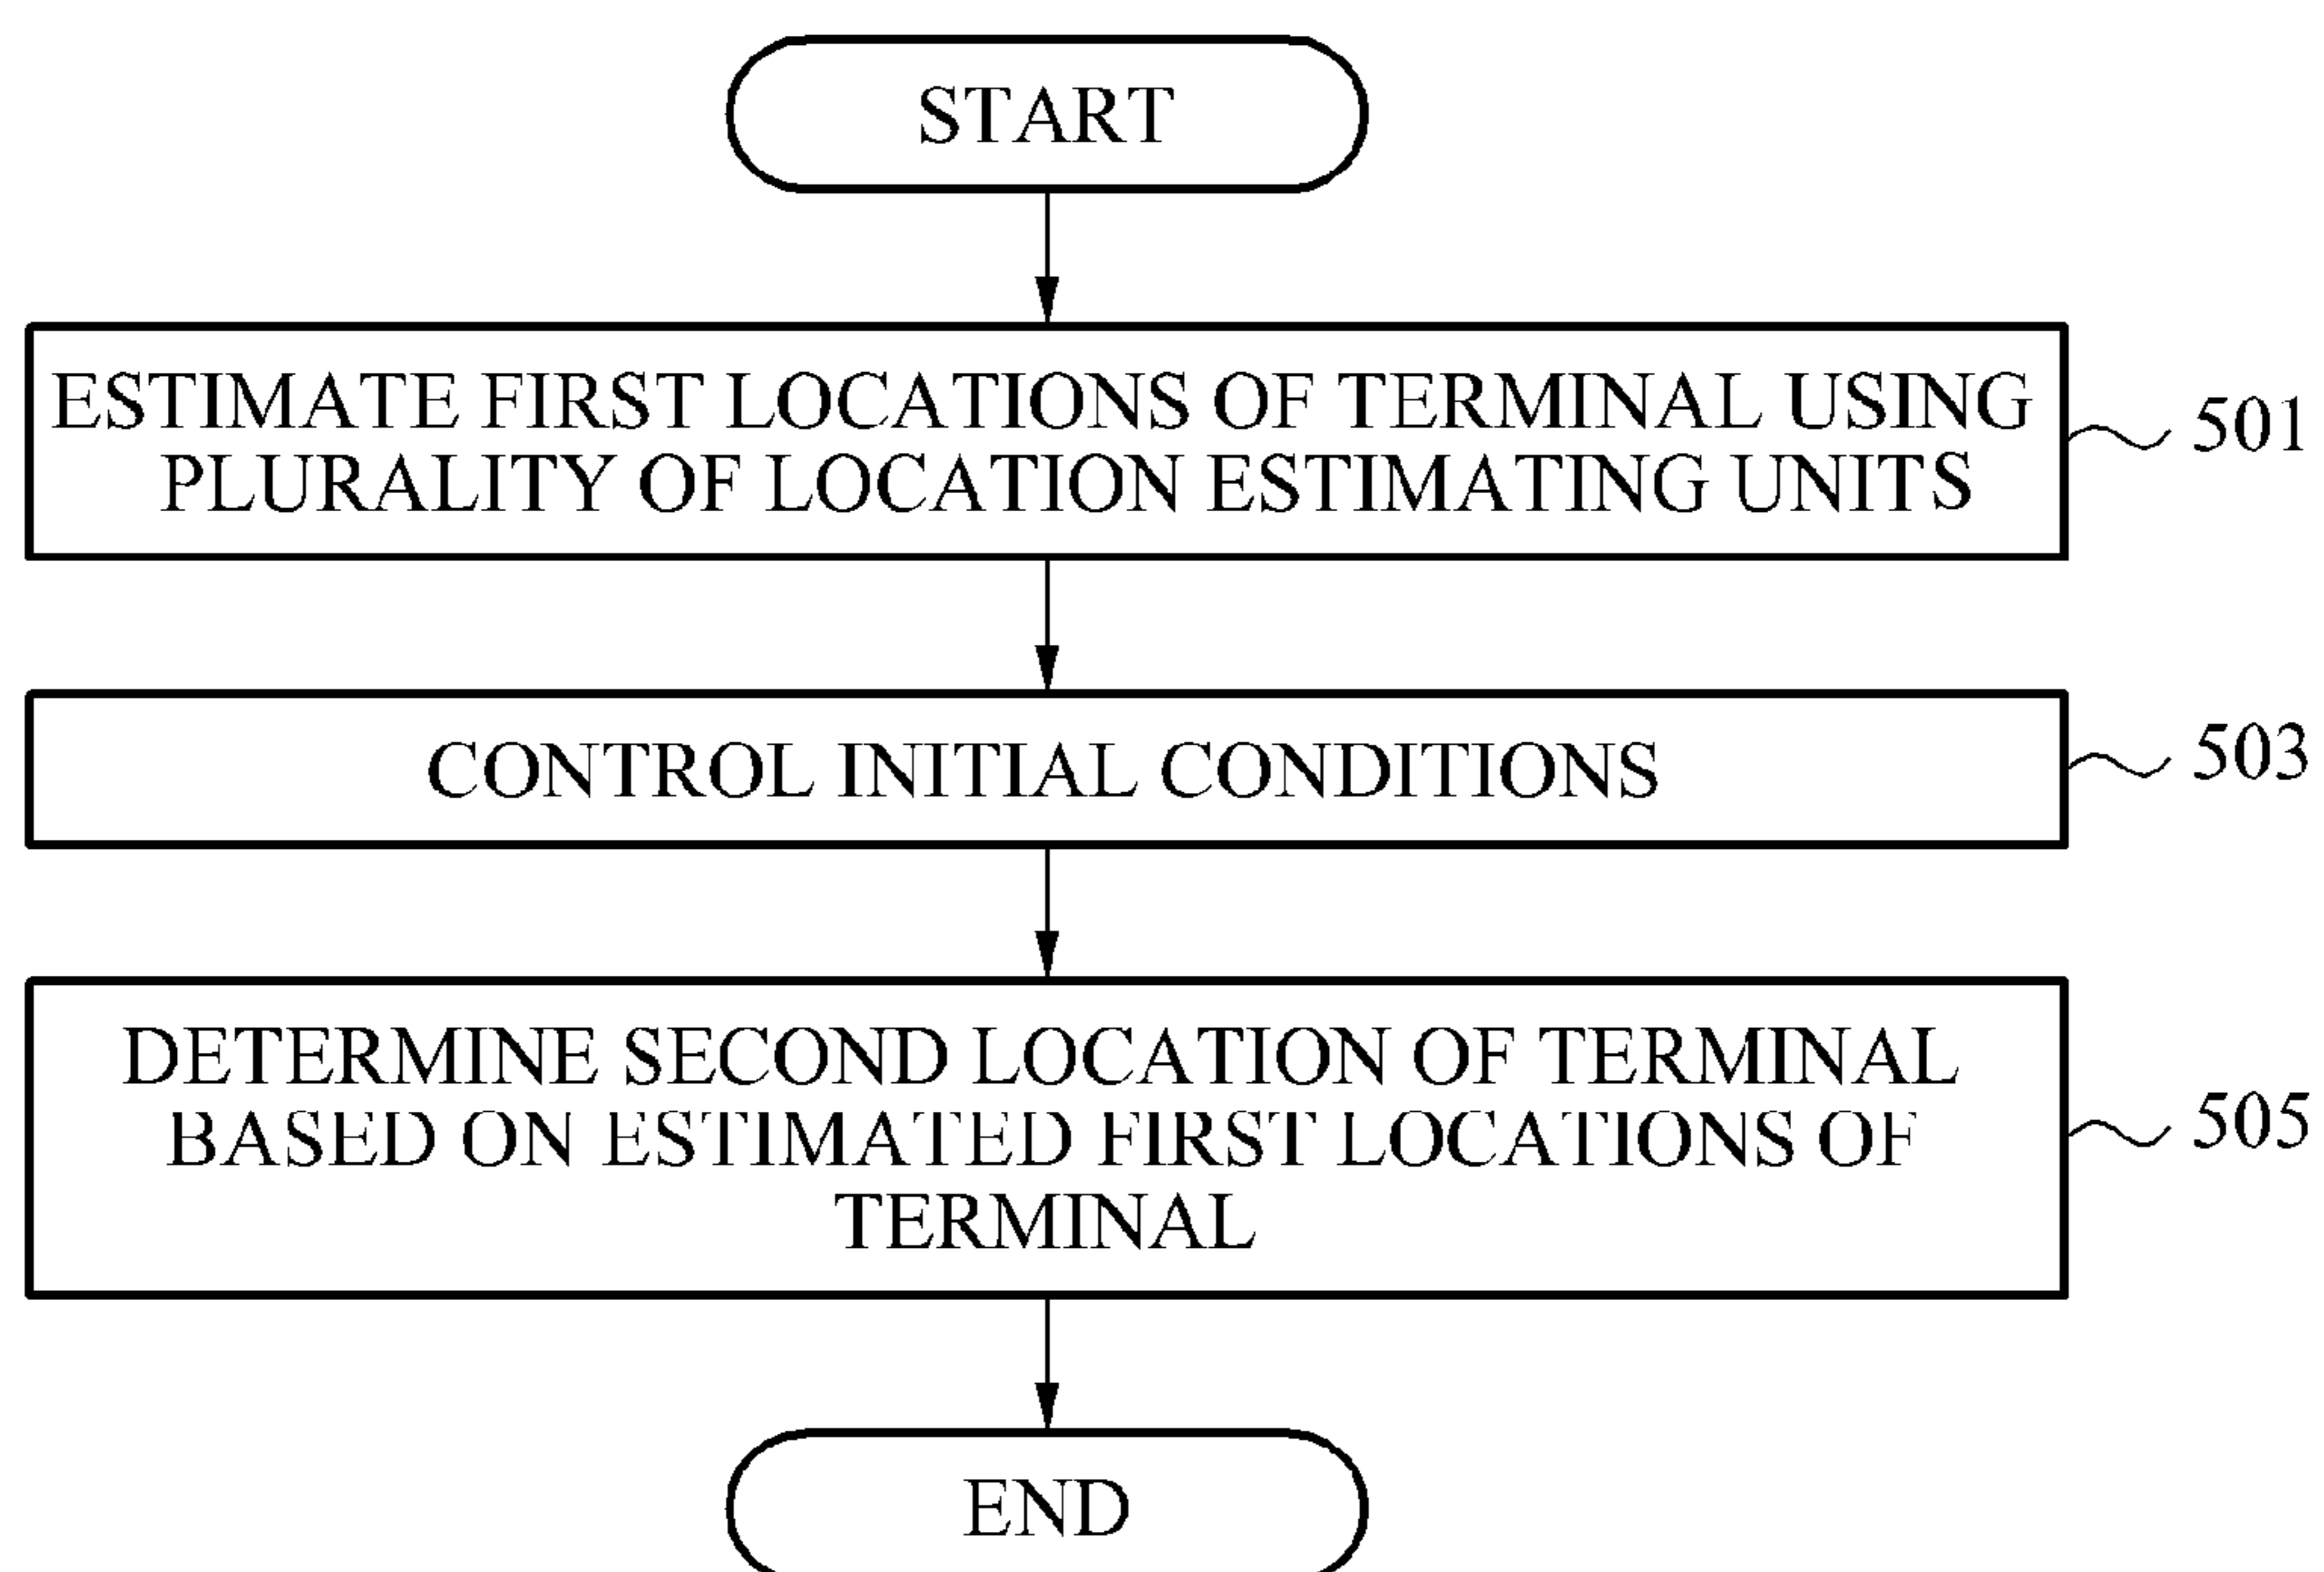 START
ESTIMATE FIRST LOCATIONS OF TERMINAL USING
PLURALITY OF LOCATION ESTIMATING UNITS
501
CONTROL INITIAL CONDITIONS
503
DETERMINE SECOND LOCATION OF TERMINAL
BASED ON ESTIMATED FIRST LOCATIONS OF
TERMINAL
505
END